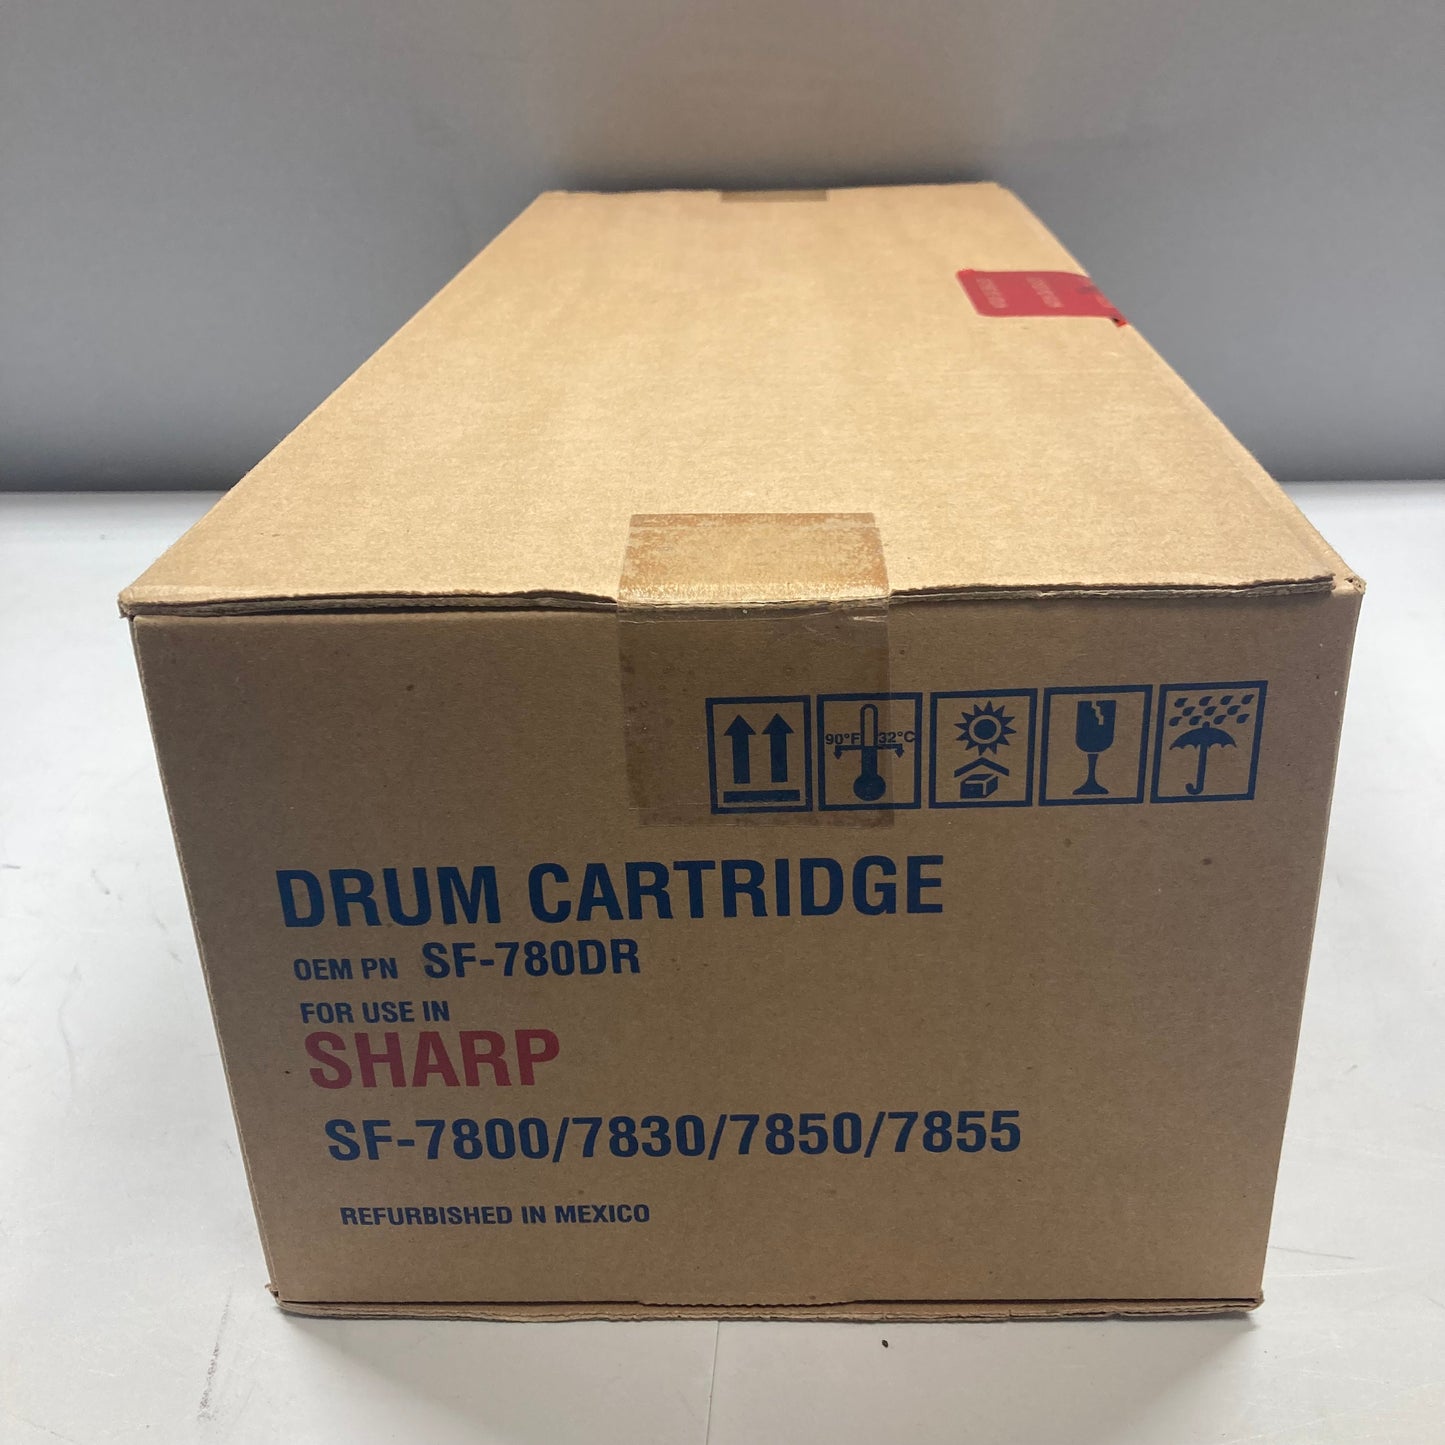 90°F 32°C
DRUM CARTRIDGE
OEM PN SF-780DR
FOR USE IN
SHARP
SF-7800/7830/7850/7855
REFURBISHED IN MEXICO